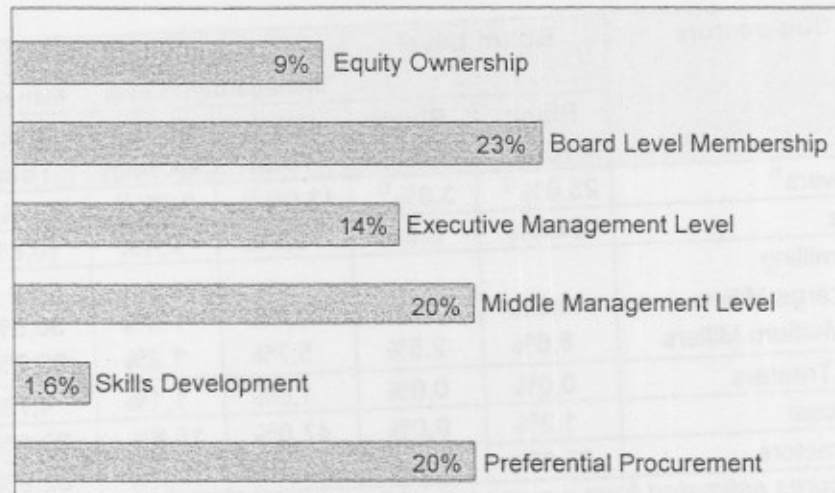 9% Equity Ownership
23% Board Level Membership
14% Executive Management Level
20% Middle Management Level
1.6% Skills Development
20% Preferential Procurement